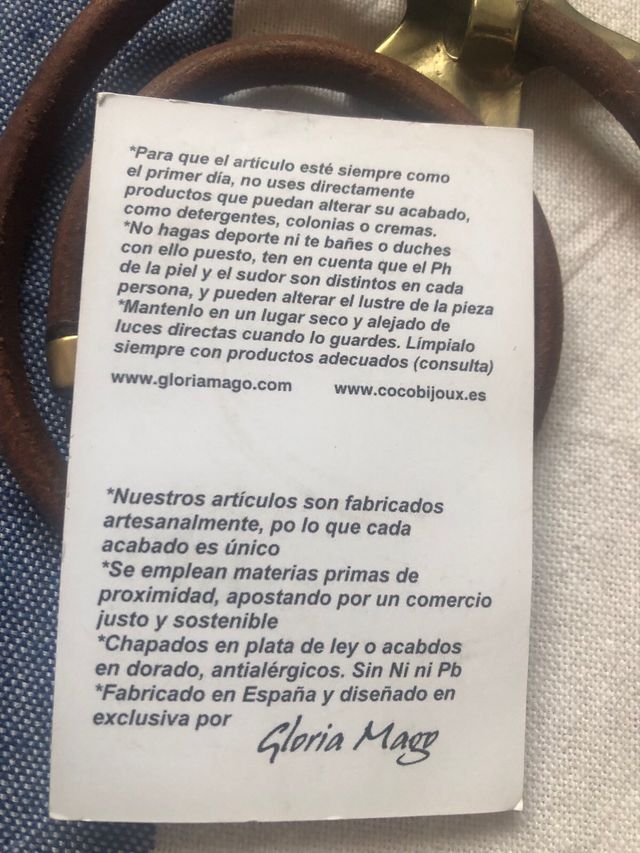 *Para que el artículo esté siempre como
el primer día, no uses directamente
productos que puedan alterar su acabado,
como detergentes, colonias o cremas.
*No hagas deporte ni te bañes o duches
con ello puesto, ten en cuenta que el Ph
de la piel y el sudor son distintos en cada
persona, y pueden alterar el lustre de la pieza
*Mantenlo en un lugar seco y alejado de
luces directas cuando lo guardes. Límpialo
siempre con productos adecuados (consulta)
www.gloriamago.com www.cocobijoux.es
*Nuestros artículos son fabricados
artesanalmente, po lo que cada
acabado es único
*Se emplean materias primas de
proximidad, apostando por un comercio
justo y sostenible
*Chapados en plata de ley o acabdos
en dorado, antialérgicos. Sin Ni ni Pb
*Fabricado en España y diseñado en
exclusiva por Gloria Mago